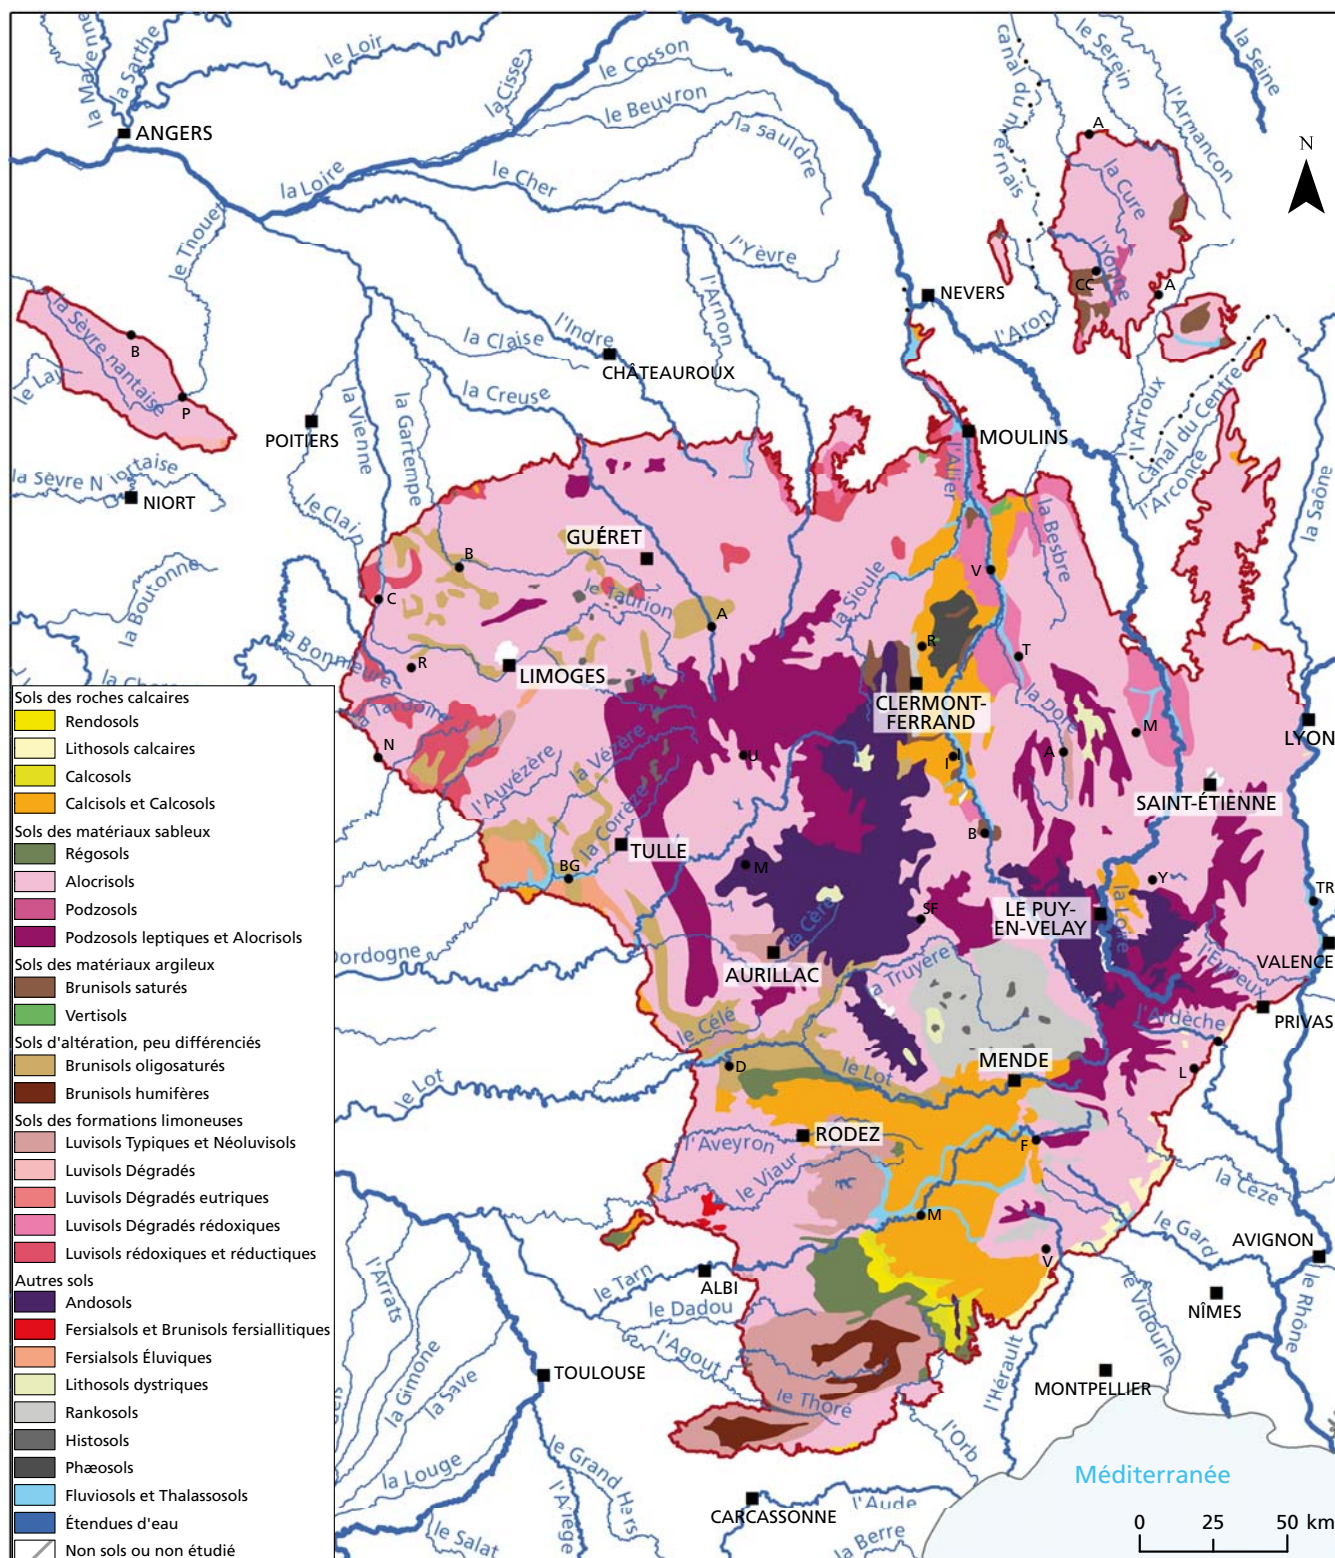 la Mayenne
la Sarthe
le Loir
ANGERS
la Cisse
le Cosson
le Beuvron
la Sauldre
la Loire
le Cher
l'Yèvre
le Thouet
l'Arnon
l'Indre
la Claise
CHÂTEAUROUX
la Creuse
la Seine
le Serein
canal du
l'Armançon
A
N
la Cure
l'Yonne
CC
A
NEVERS
l'Aron
l'Arroux
Canal du Centre
l'Arconce
la Saône
la Sèvre nantaise
B
P
le Lay
POITIERS
la Vienne
la Gartempe
la Sèvre N
iortaise
NIORT
le Clain
la Boutonne
MOULINS
l'Allier
la Besbre
GUÉRET
B
le Taurion
C
A
la Sioule
V
R
T
la Bonnieure
R
LIMOGES
CLERMONT-
FERRAND
la Dore
M
A
LYON
la Tardoire
N
U
I
l'Auvézère
la Vézère
SAINT-ÉTIENNE
la Corrèze
TULLE
B
BG
M
SF
Y
LE PUY-
EN-VELAY
la Loire
TR
VALENCE
l'Eyrieux
Dordogne
la Cère
AURILLAC
la Truyère
l'Ardèche
PRIVAS
L
le Célé
D
le Lot
le Lot
MENDE
RODEZ
l'Aveyron
F
le Viaur
la Cèze
M
V
le Gard
AVIGNON
le Rhône
NÎMES
le Vidourle
ALBI
le Tarn
le Dadou
l'Agout
le Thoré
TOULOUSE
l'Arrats
la Gimone
la Save
la Louge
le Grand Hers
l'Ariège
le Salat
l'Orb
l'Hérault
MONTPELLIER
CARCASSONNE
l'Aude
la Berre
Méditerranée
0 25 50 km
Sols des roches calcaires
Rendosols
Lithosols calcaires
Calcosols
Calcisols et Calcosols
Sols des matériaux sableux
Régosols
Alocrisols
Podzosols
Podzosols leptiques et Alocrisols
Sols des matériaux argileux
Brunisols saturés
Vertisols
Sols d'altération, peu différenciés
Brunisols oligosaturés
Brunisols humifères
Sols des formations limoneuses
Luvisols Typiques et Néoluvisols
Luvisols Dégradés
Luvisols Dégradés eutriques
Luvisols Dégradés rédoxiques
Luvisols rédoxiques et réductiques
Autres sols
Andosols
Fersialsols et Brunisols fersiallitiques
Fersialsols Éluviques
Lithosols dystriques
Rankosols
Histosols
Phæosols
Fluviosols et Thalassosols
Étendues d'eau
Non sols ou non étudié